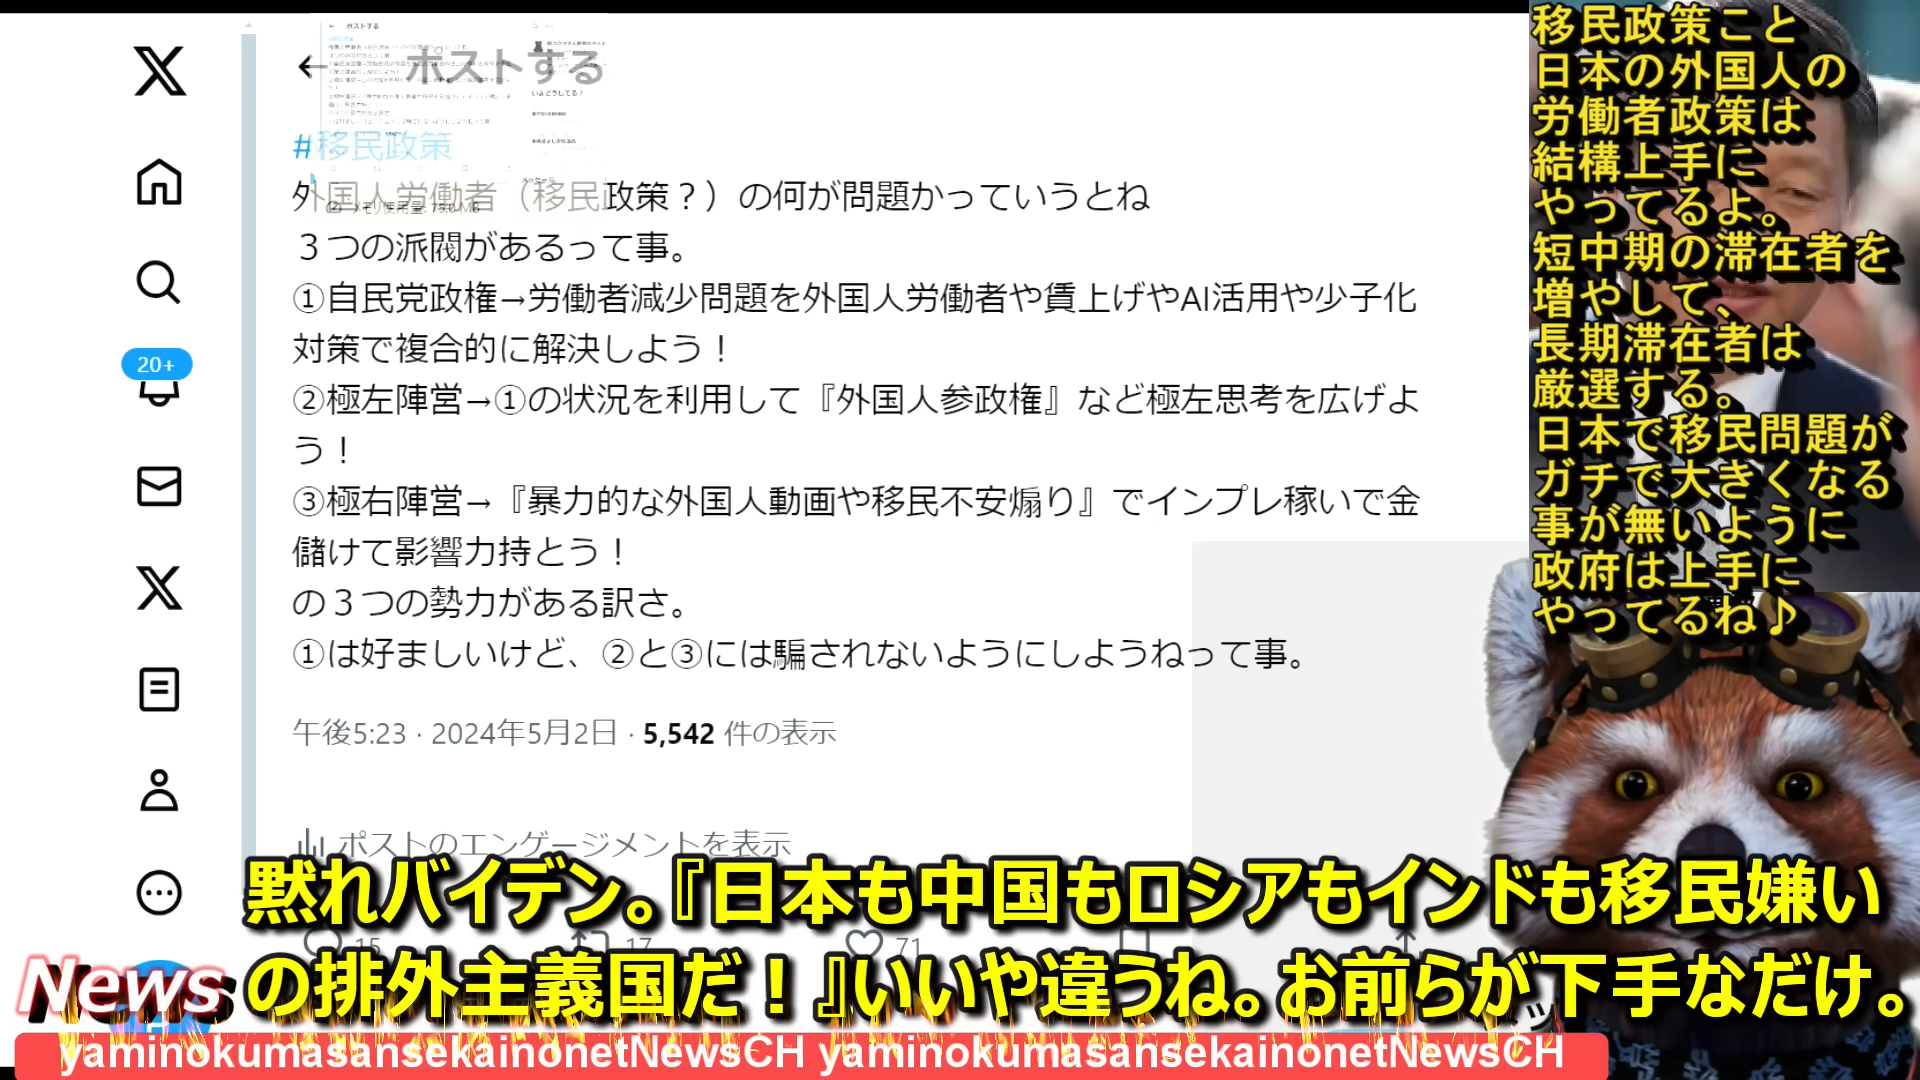 ポストする
#移民政策
外国人労働者（移民政策？）の何が問題かっていうとね
３つの派閥があるって事。
①自民党政権→労働者減少問題を外国人労働者や賃上げやAI活用や少子化
対策で複合的に解決しよう！
②極左陣営→①の状況を利用して『外国人参政権』など極左思考を広げよ
う！
③極右陣営→『暴力的な外国人動画や移民不安煽り』でインプレ稼いで金
儲けて影響力持とう！
の３つの勢力がある訳さ。
①は好ましいけど、②と③には騙されないようにしようねって事。
午後5:23 · 2024年5月2日 · 5,542 件の表示
ポストのエンゲージメントを表示
15 17 71
20+
移民政策こと
日本の外国人の
労働者政策は
結構上手に
やってるよ。
短中期の滞在者を
増やして、
長期滞在者は
厳選する。
日本で移民問題が
ガチで大きくなる
事が無いように
政府は上手に
やってるね♪
黙れバイデン。『日本も中国もロシアもインドも移民嫌い
の排外主義国だ！』いいや違うね。お前らが下手なだけ。
News
yaminokumasansekainonetNewsCH yaminokumasansekainonetNewsCH